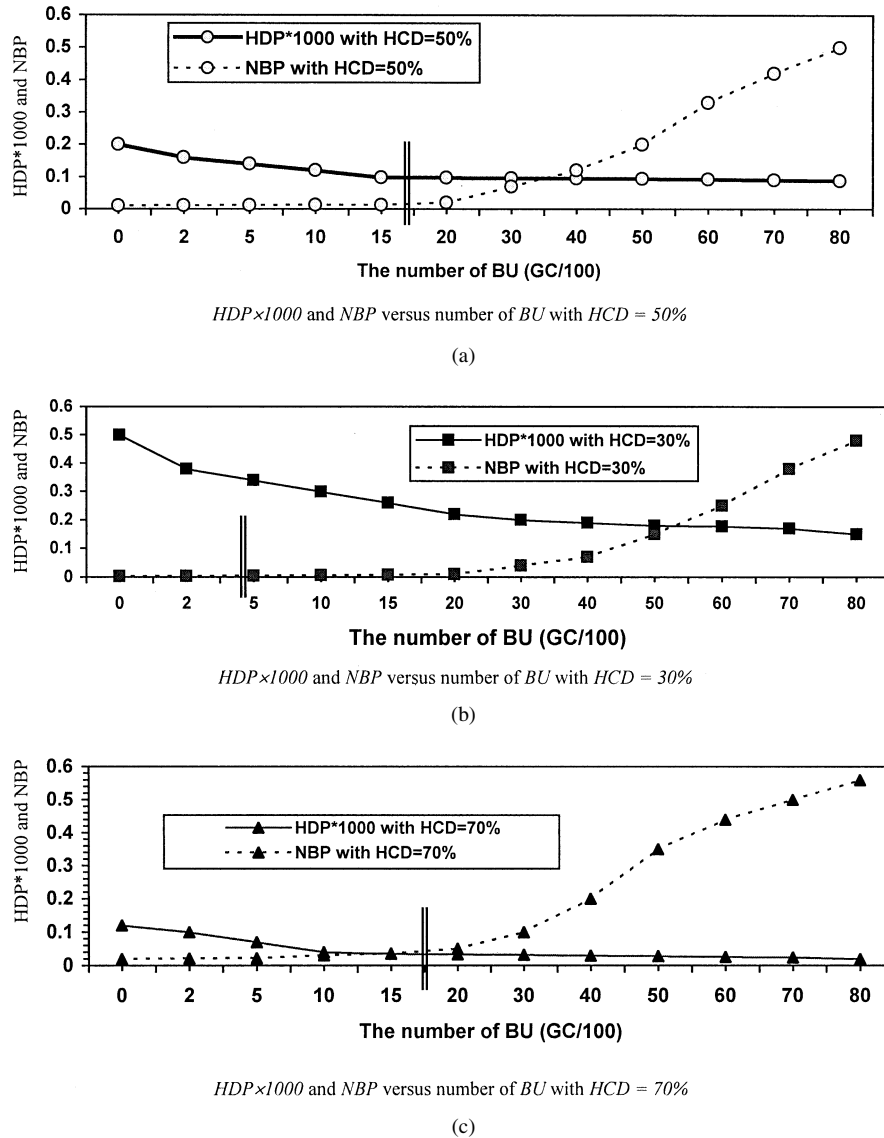 HDP*1000 and NBP
0.6
0.5
0.4
0.3
0.2
0.1
0
HDP*1000 with HCD=50%
NBP with HCD=50%
0 2 5 10 15 20 30 40 50 60 70 80
The number of BU (GC/100)
HDP×1000 and NBP versus number of BU with HCD = 50%
(a)
HDP*1000 and NBP
0.6
0.5
0.4
0.3
0.2
0.1
0
HDP*1000 with HCD=30%
NBP with HCD=30%
0 2 5 10 15 20 30 40 50 60 70 80
The number of BU (GC/100)
HDP×1000 and NBP versus number of BU with HCD = 30%
(b)
HDP*1000 and NBP
0.6
0.5
0.4
0.3
0.2
0.1
0
HDP*1000 with HCD=70%
NBP with HCD=70%
0 2 5 10 15 20 30 40 50 60 70 80
The number of BU (GC/100)
HDP×1000 and NBP versus number of BU with HCD = 70%
(c)